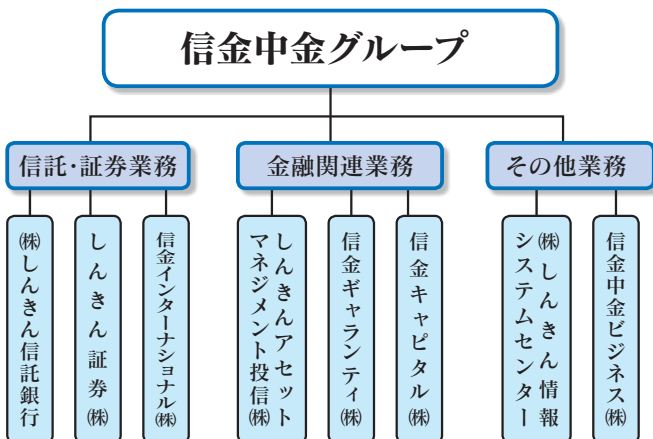 信金中金グループ
信託・証券業務
金融関連業務
その他業務
㈱しんきん信託銀行
しんきん証券㈱
信金インターナショナル㈱
しんきんアセット
マネジメント投信㈱
信金ギャランティ㈱
信金キャピタル㈱
㈱しんきん情報
システムセンター
信金中金ビジネス㈱